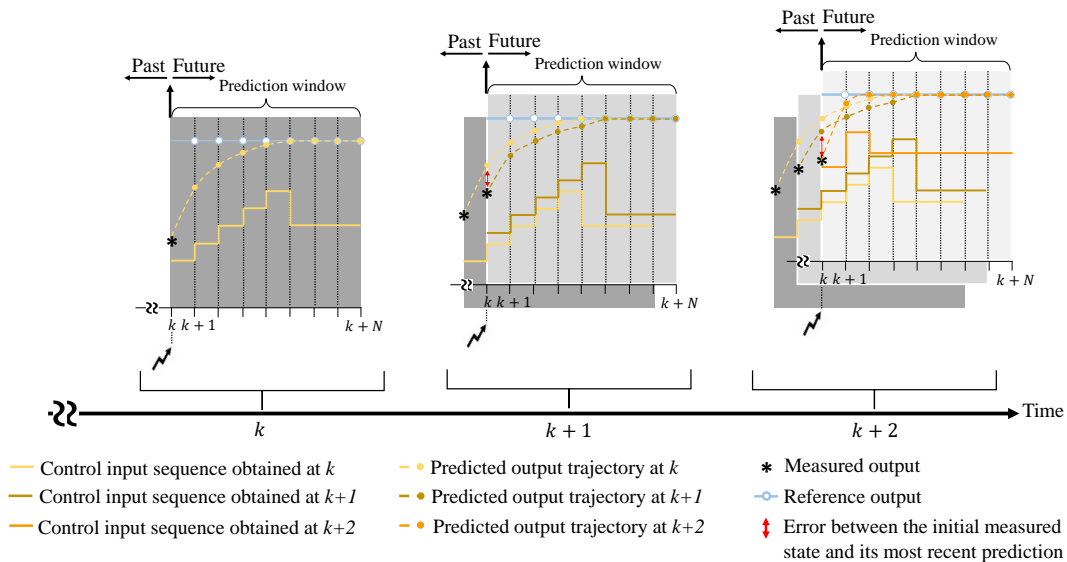 Past Future
Prediction window
k k + 1
k + N
Past Future
Prediction window
k k + 1
k + N
Past Future
Prediction window
k k + 1
k + N
Time
k
k + 1
k + 2
Control input sequence obtained at k
Control input sequence obtained at k+1
Control input sequence obtained at k+2
Predicted output trajectory at k
Predicted output trajectory at k+1
Predicted output trajectory at k+2
Measured output
Reference output
Error between the initial measured
state and its most recent prediction